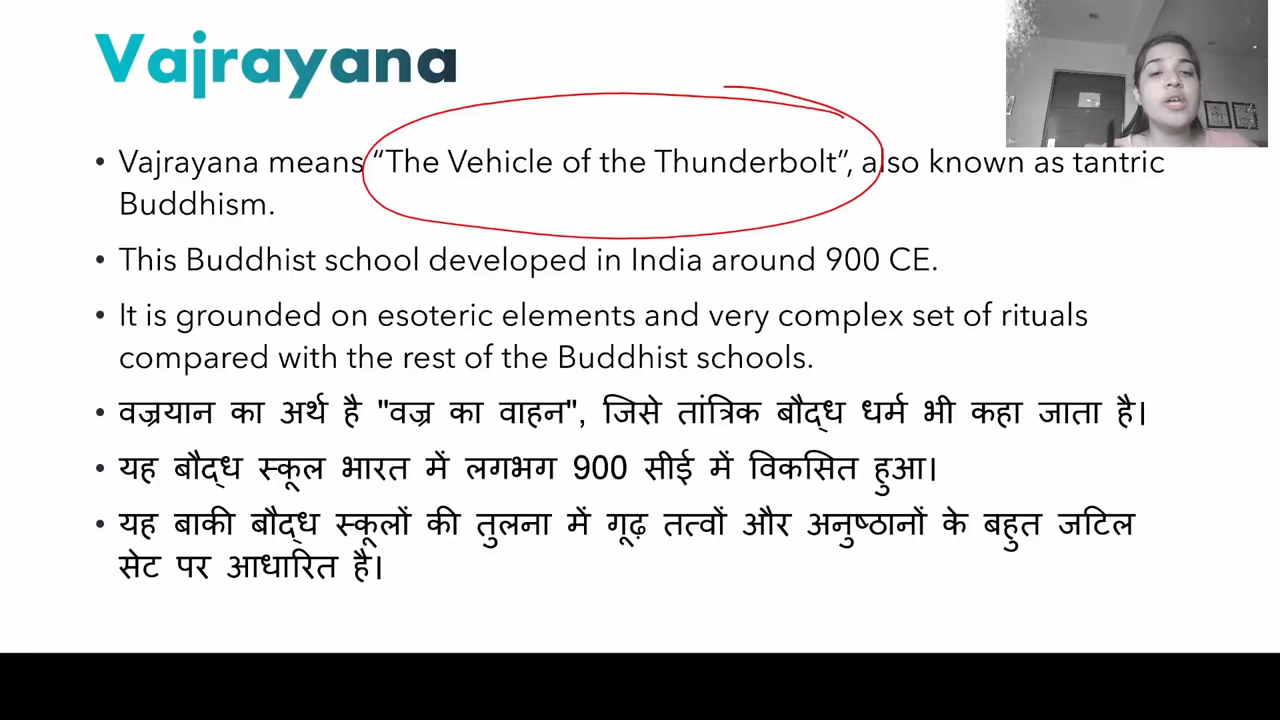 Vajrayana
• Vajrayana means “The Vehicle of the Thunderbolt”, also known as tantric
Buddhism.
• This Buddhist school developed in India around 900 CE.
• It is grounded on esoteric elements and very complex set of rituals
compared with the rest of the Buddhist schools.
• वज्रयान का अर्थ है "वज्र का वाहन", जिसे तांत्रिक बौद्ध धर्म भी कहा जाता है।
• यह बौद्ध स्कूल भारत में लगभग 900 सीई में विकसित हुआ।
• यह बाकी बौद्ध स्कूलों की तुलना में गूढ़ तत्वों और अनुष्ठानों के बहुत जटिल
सेट पर आधारित है।